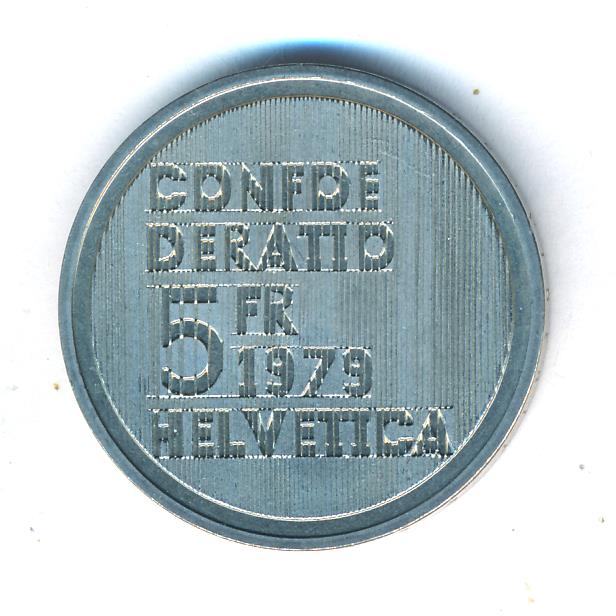 CONFOE
DERATIO
5 FR
1979
HELVETICA